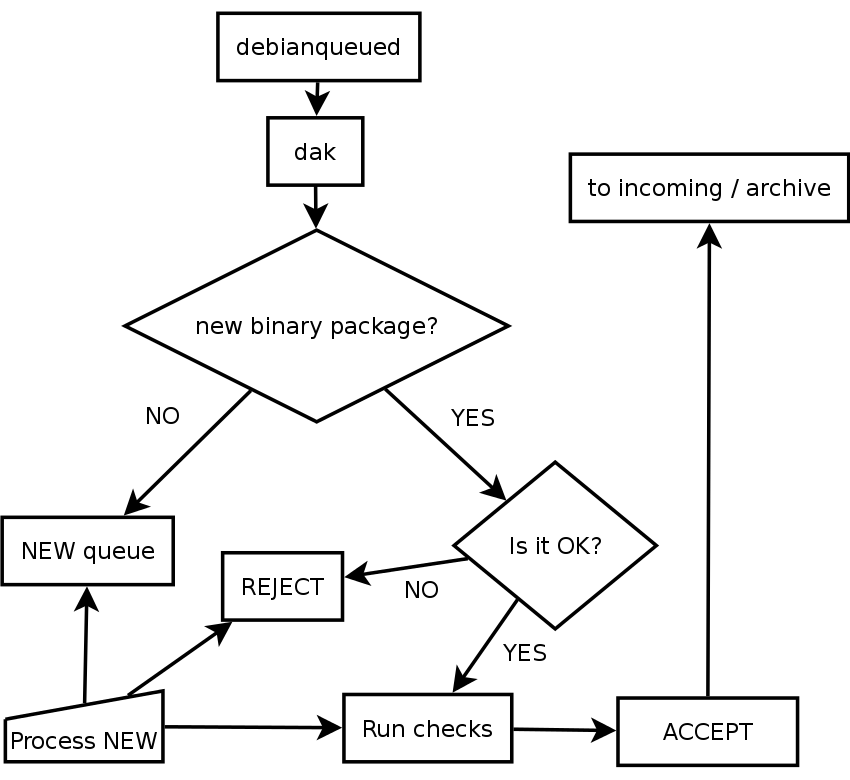 debianqueued
dak
to incoming / archive
new binary package?
NO
YES
NEW queue
Is it OK?
REJECT
NO
YES
Process NEW
Run checks
ACCEPT